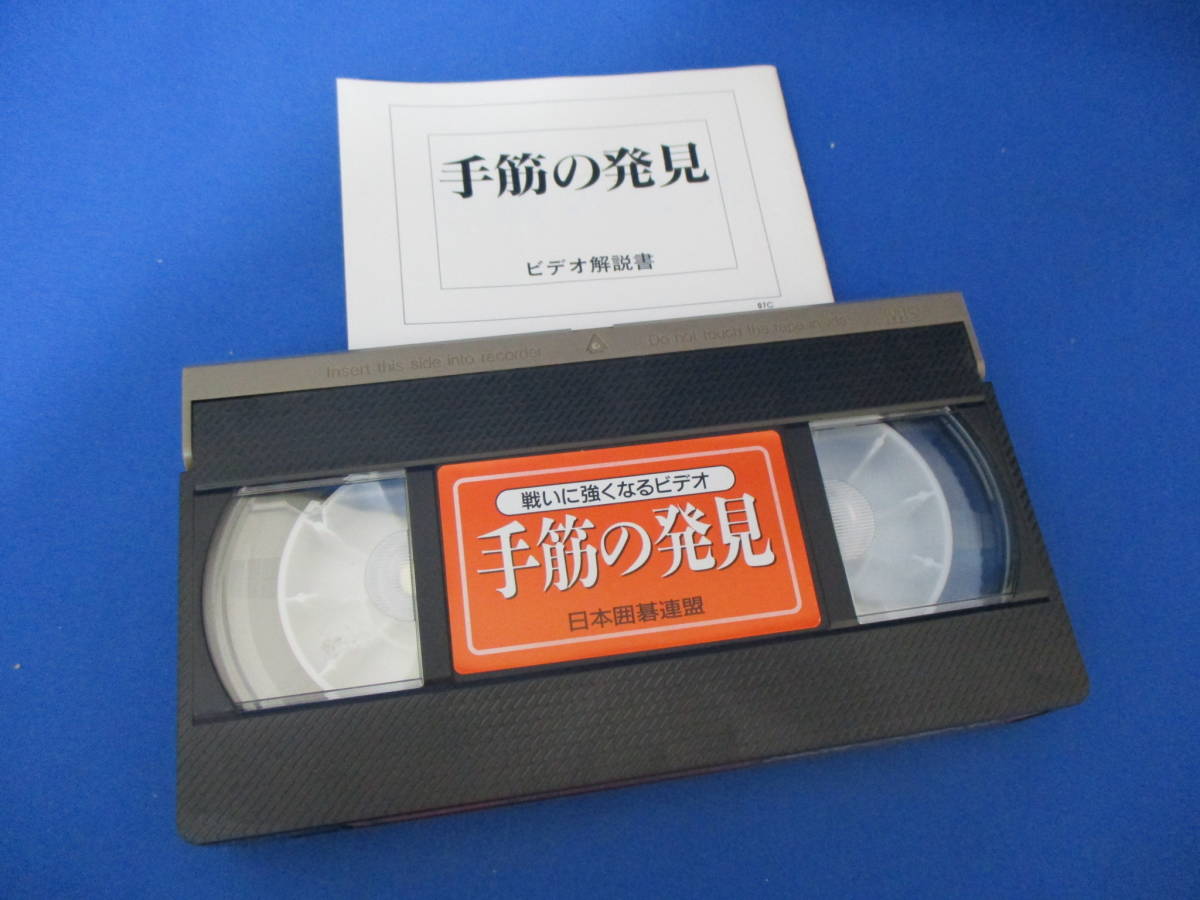 手筋の発見
ビデオ解説書
Insert this side into recorder
Do not touch the tape inside
VHS
戦いに強くなるビデオ
手筋の発見
日本囲碁連盟